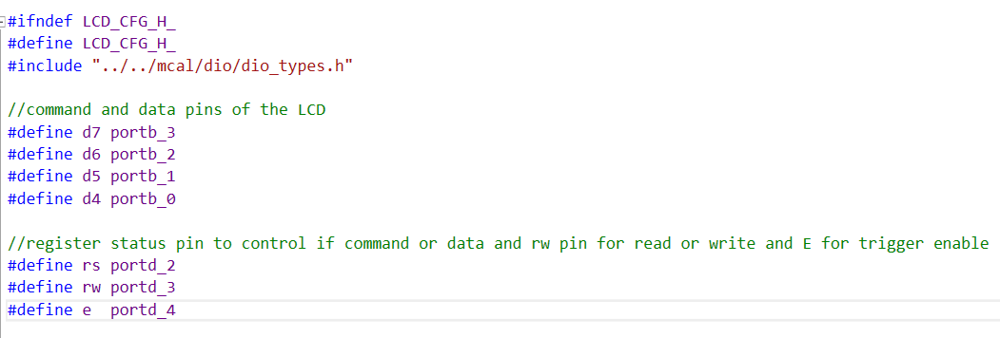 #ifndef LCD_CFG_H_
#define LCD_CFG_H_
#include "../../mcal/dio/dio_types.h"
//command and data pins of the LCD
#define d7 portb_3
#define d6 portb_2
#define d5 portb_1
#define d4 portb_0
//register status pin to control if command or data and rw pin for read or write and E for trigger enable
#define rs portd_2
#define rw portd_3
#define e  portd_4